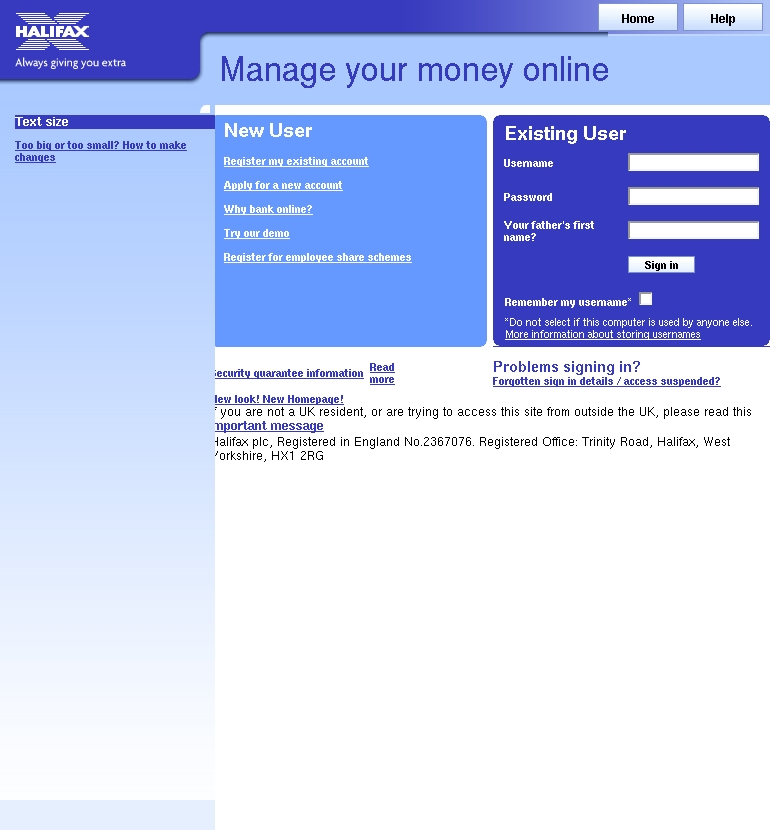 Home
Help
HALIFAX
Always giving you extra
Manage your money online
Text size
Too big or too small? How to make
changes
New User
Register my existing account
Apply for a new account
Why bank online?
Try our demo
Register for employee share schemes
Existing User
Username
Password
Your father's first
name?
Sign in
Remember my username*
*Do not select if this computer is used by anyone else.
More information about storing usernames
Security guarantee information
Read
more
Problems signing in?
Forgotten sign in details / access suspended?
New look! New Homepage!
If you are not a UK resident, or are trying to access this site from outside the UK, please read this
important message
Halifax plc, Registered in England No.2367076. Registered Office: Trinity Road, Halifax, West
Yorkshire, HX1 2RG